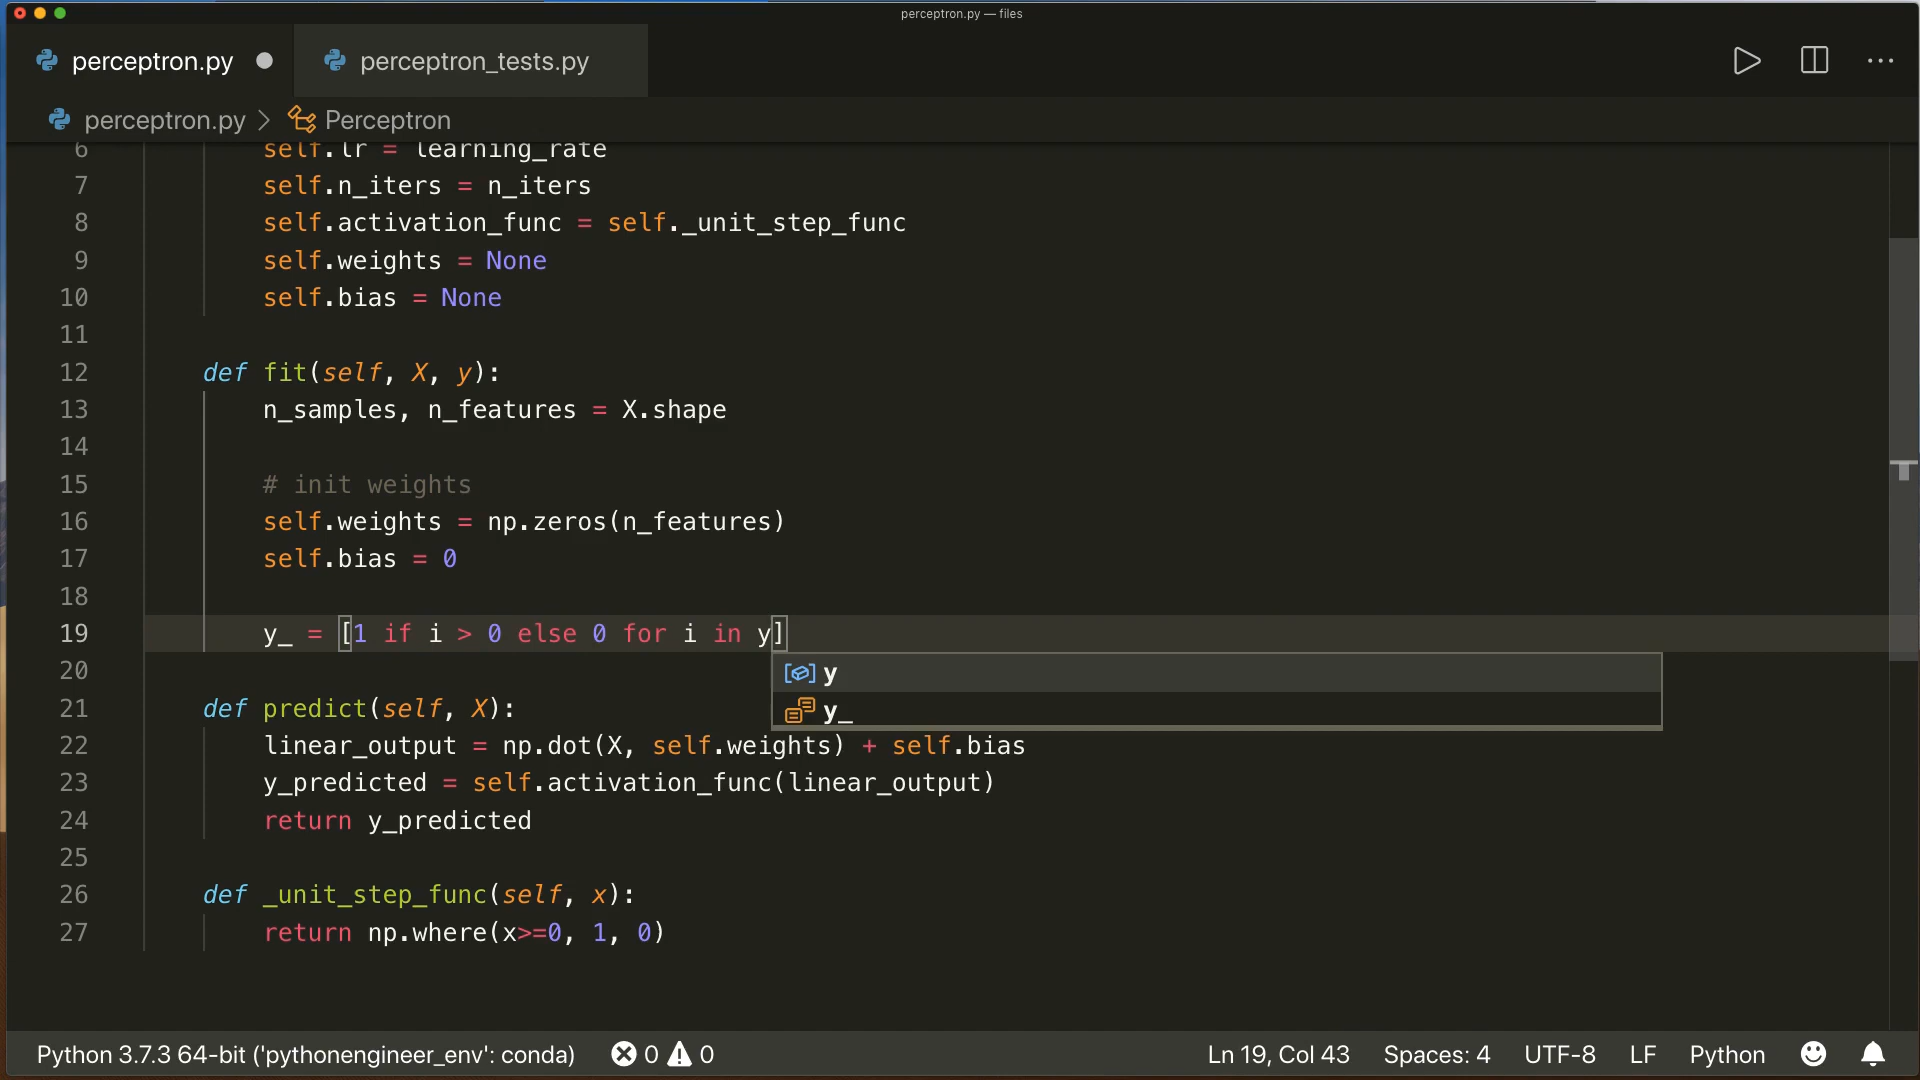 perceptron.py — files
perceptron.py
perceptron_tests.py
perceptron.py > Perceptron
6 self.lr = learning_rate
7 self.n_iters = n_iters
8 self.activation_func = self._unit_step_func
9 self.weights = None
10 self.bias = None
11
12 def fit(self, X, y):
13 n_samples, n_features = X.shape
14
15 # init weights
16 self.weights = np.zeros(n_features)
17 self.bias = 0
18
19 y_ = [1 if i > 0 else 0 for i in y]
y
20
y_
21 def predict(self, X):
22 linear_output = np.dot(X, self.weights) + self.bias
23 y_predicted = self.activation_func(linear_output)
24 return y_predicted
25
26 def _unit_step_func(self, x):
27 return np.where(x>=0, 1, 0)
Python 3.7.3 64-bit ('pythonengineer_env': conda) 0 0 Ln 19, Col 43 Spaces: 4 UTF-8 LF Python